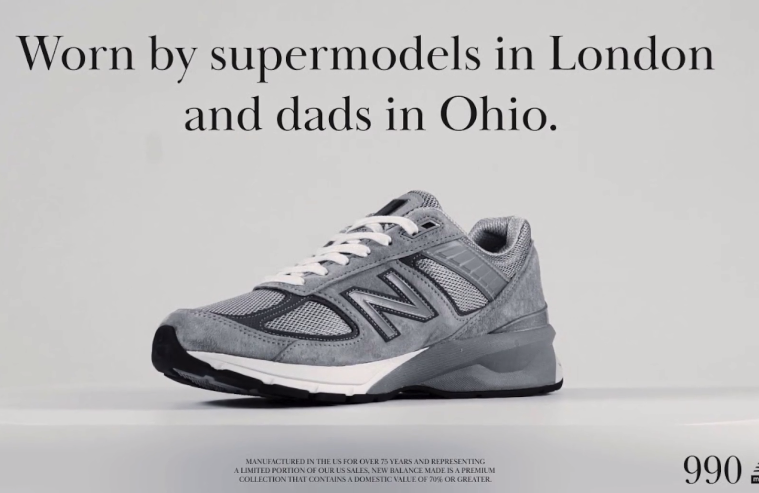 Worn by supermodels in London
and dads in Ohio.
N
MANUFACTURED IN THE US FOR OVER 75 YEARS AND REPRESENTING
A LIMITED PORTION OF OUR US SALES, NEW BALANCE MADE IS A PREMIUM
COLLECTION THAT CONTAINS A DOMESTIC VALUE OF 70% OR GREATER.
990